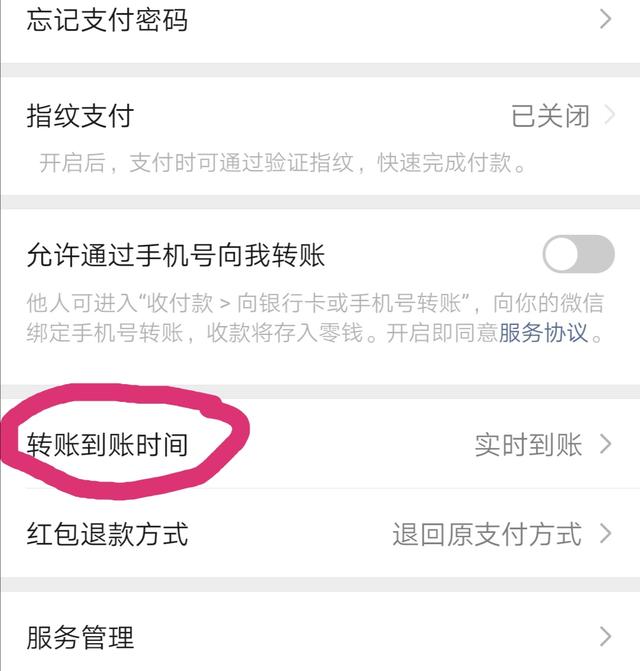 忘记支付密码
指纹支付 已关闭
开启后，支付时可通过验证指纹，快速完成付款。
允许通过手机号向我转账
他人可进入“收付款 > 向银行卡或手机号转账”，向你的微信
绑定手机号转账，收款将存入零钱。开启即同意服务协议。
转账到账时间 实时到账
红包退款方式 退回原支付方式
服务管理